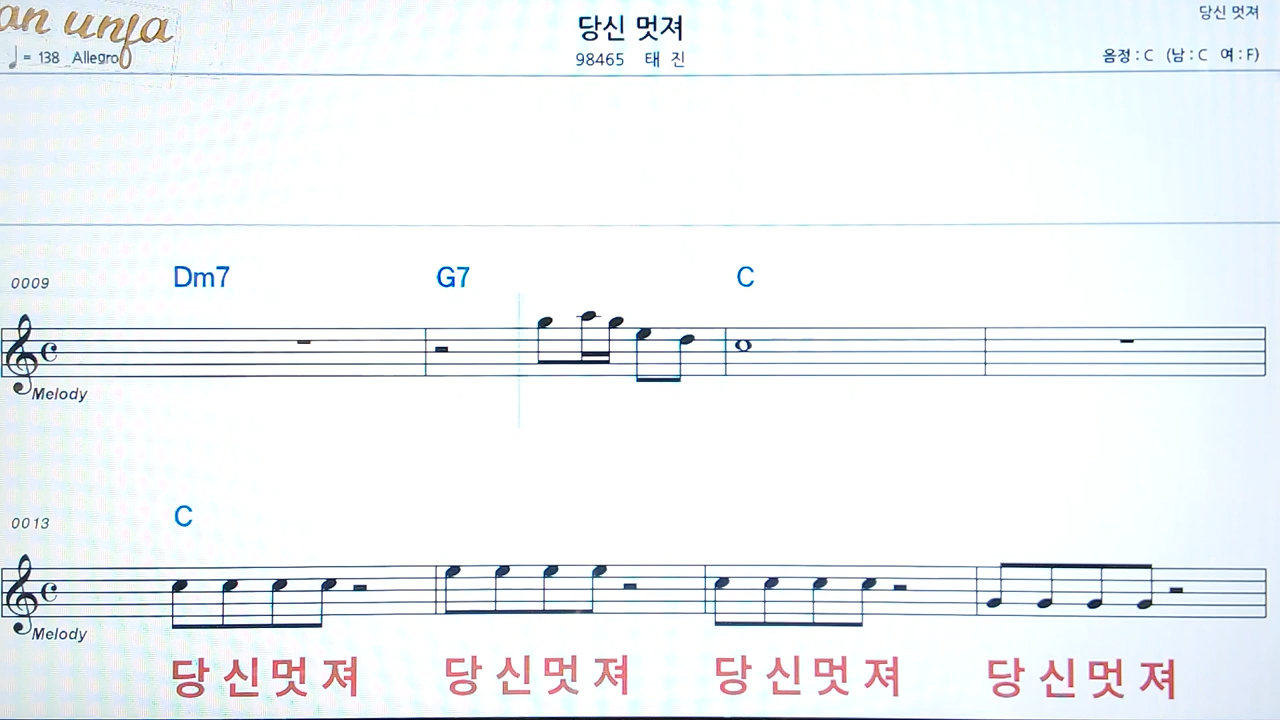 당신 멋져
an unja
당신 멋져
♩ = 138 Allegro
98465 태 진
음정 : C (남 : C 여 : F)
Dm7 G7 C
0009
Melody
C
0013
Melody
당 신 멋 져 당 신 멋 져 당 신 멋 져 당 신 멋 져